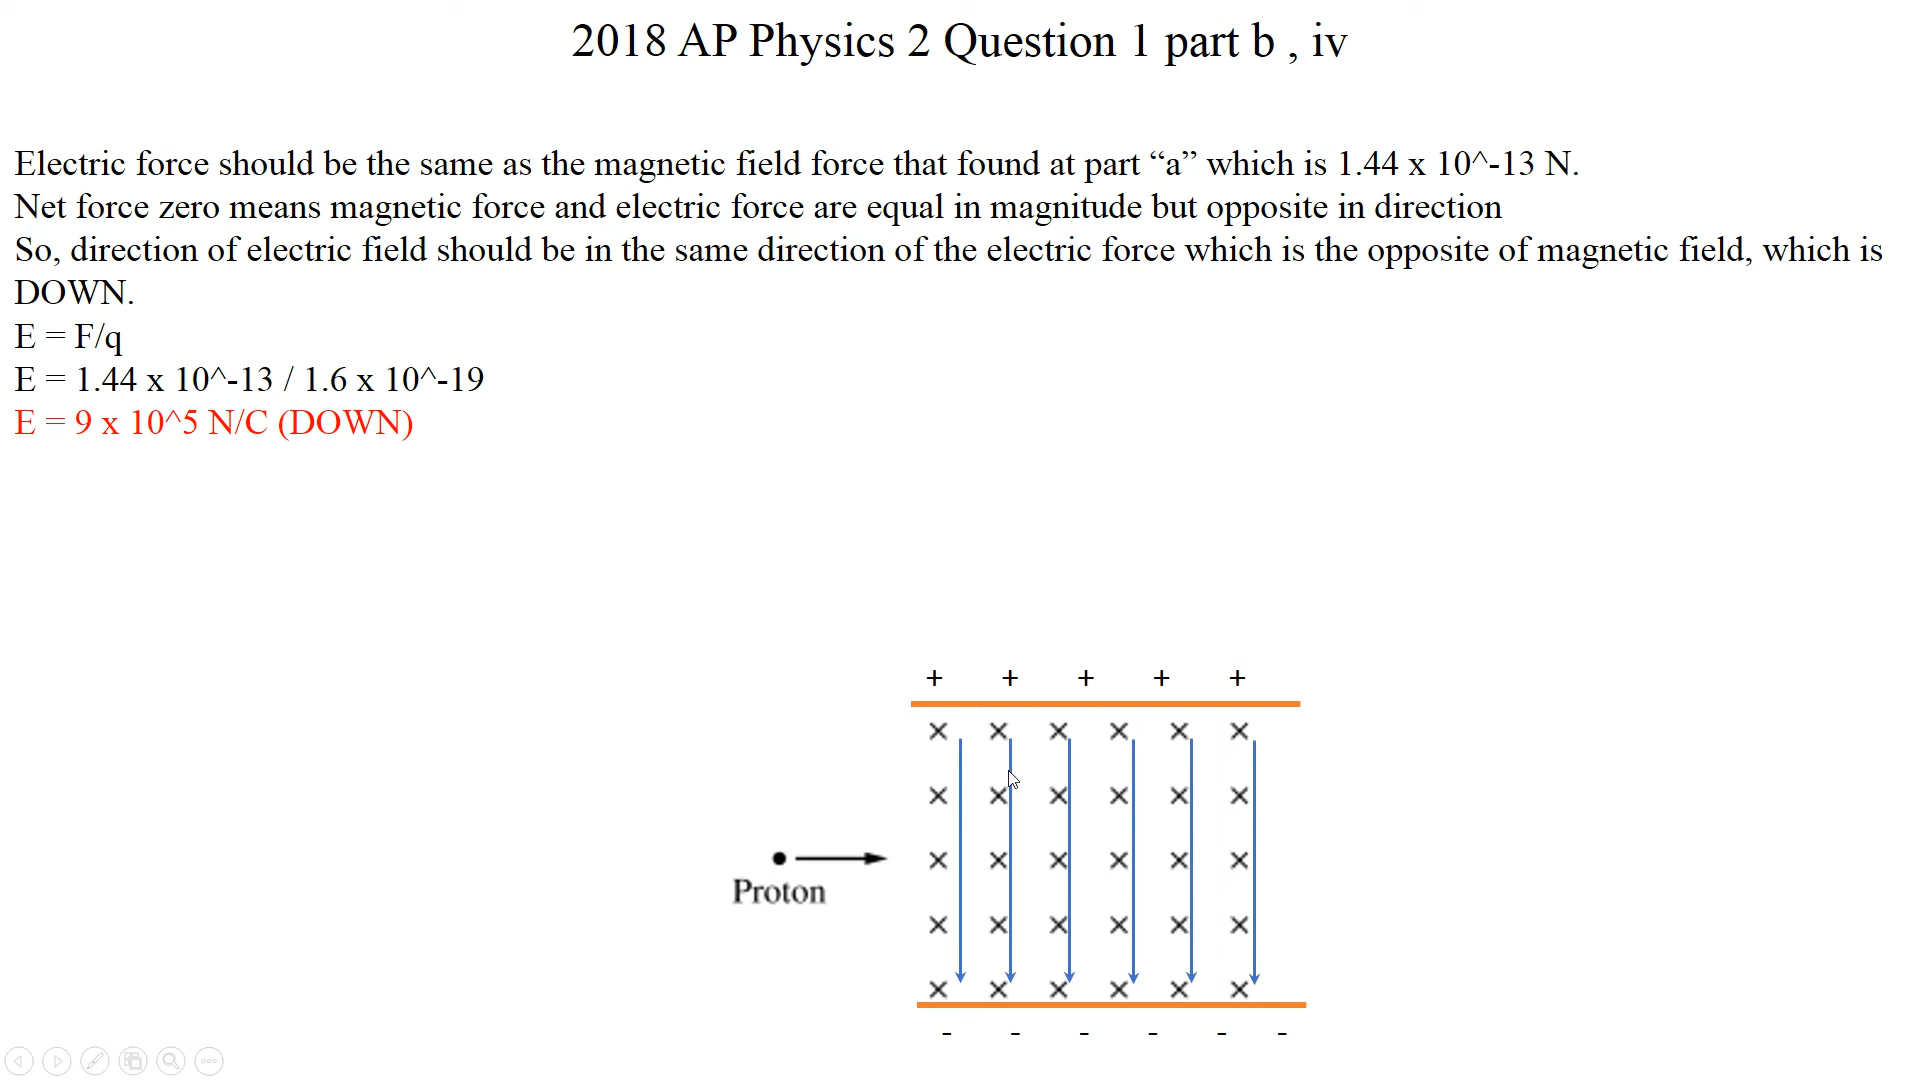 2018 AP Physics 2 Question 1 part b , iv
Electric force should be the same as the magnetic field force that found at part “a” which is 1.44 x 10^-13 N.
Net force zero means magnetic force and electric force are equal in magnitude but opposite in direction
So, direction of electric field should be in the same direction of the electric force which is the opposite of magnetic field, which is
DOWN.
E = F/q
E = 1.44 x 10^-13 / 1.6 x 10^-19
E = 9 x 10^5 N/C (DOWN)
+ + + + +
× × × × × ×
× × × × × ×
× × × × × ×
Proton
× × × × × ×
× × × × × ×
- - - - - -